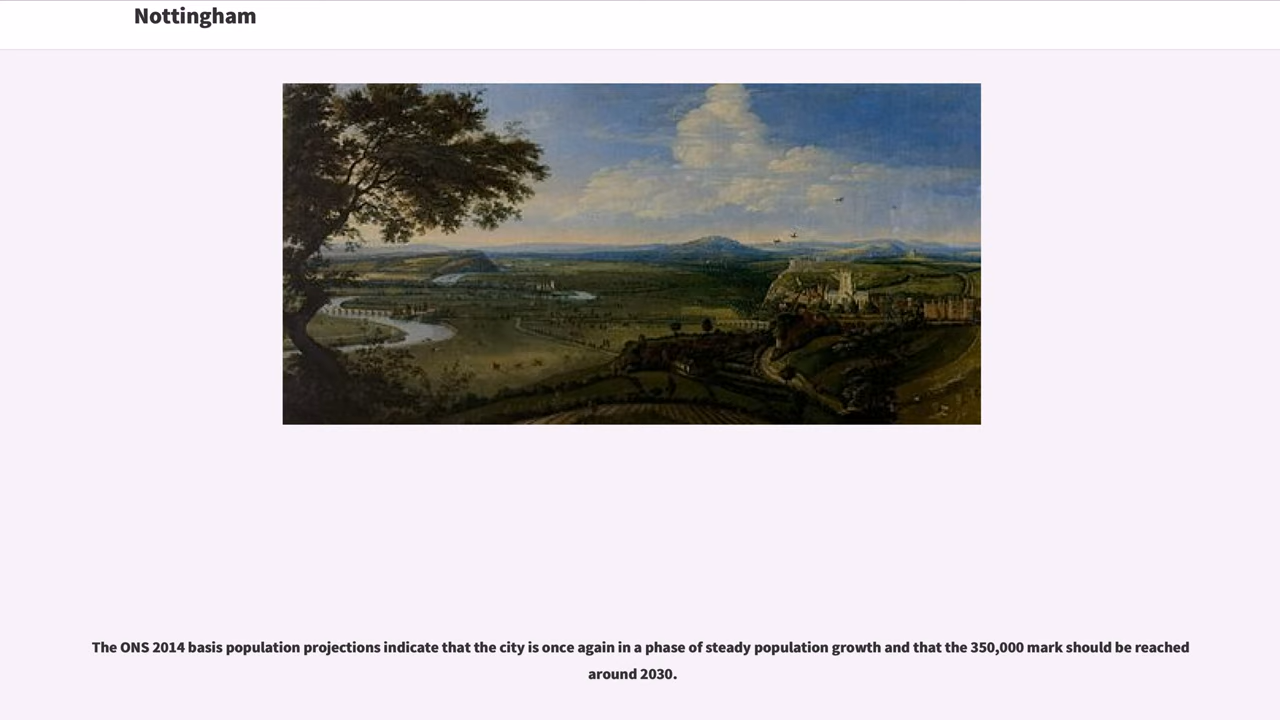 Nottingham
The ONS 2014 basis population projections indicate that the city is once again in a phase of steady population growth and that the 350,000 mark should be reached
around 2030.